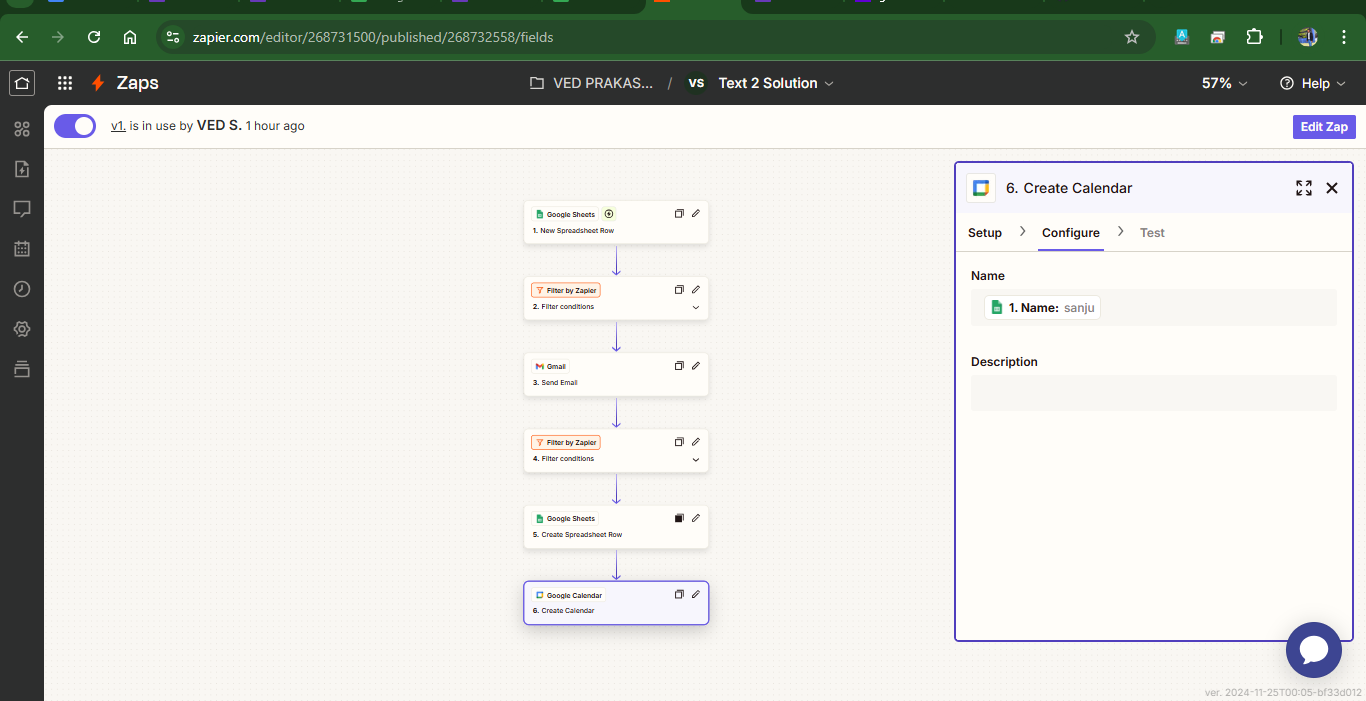 zapier.com/editor/268731500/published/268732558/fields
Zaps
VED PRAKAS... / VS Text 2 Solution
57%
Help
v1. is in use by VED S. 1 hour ago
Edit Zap
Google Sheets
1. New Spreadsheet Row
Filter by Zapier
2. Filter conditions
Gmail
3. Send Email
Filter by Zapier
4. Filter conditions
Google Sheets
5. Create Spreadsheet Row
Google Calendar
6. Create Calendar
6. Create Calendar
Setup > Configure > Test
Name
1. Name: sanju
Description
ver. 2024-11-25T00:05-bf33d012